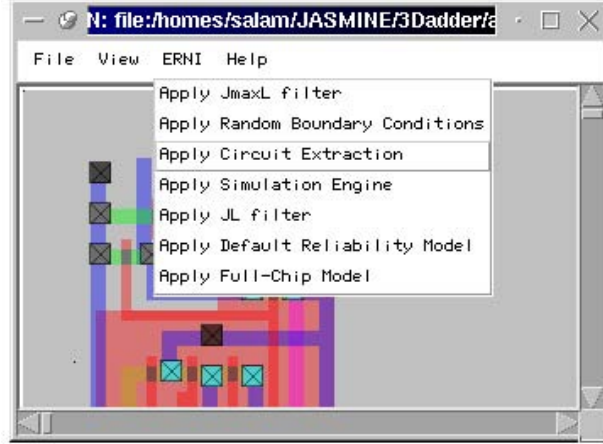 N: file:/homes/salam/JASMINE/3Dadder/a
File View ERNI Help
Apply JmaxL filter
Apply Random Boundary Conditions
Apply Circuit Extraction
Apply Simulation Engine
Apply JL filter
Apply Default Reliability Model
Apply Full-Chip Model